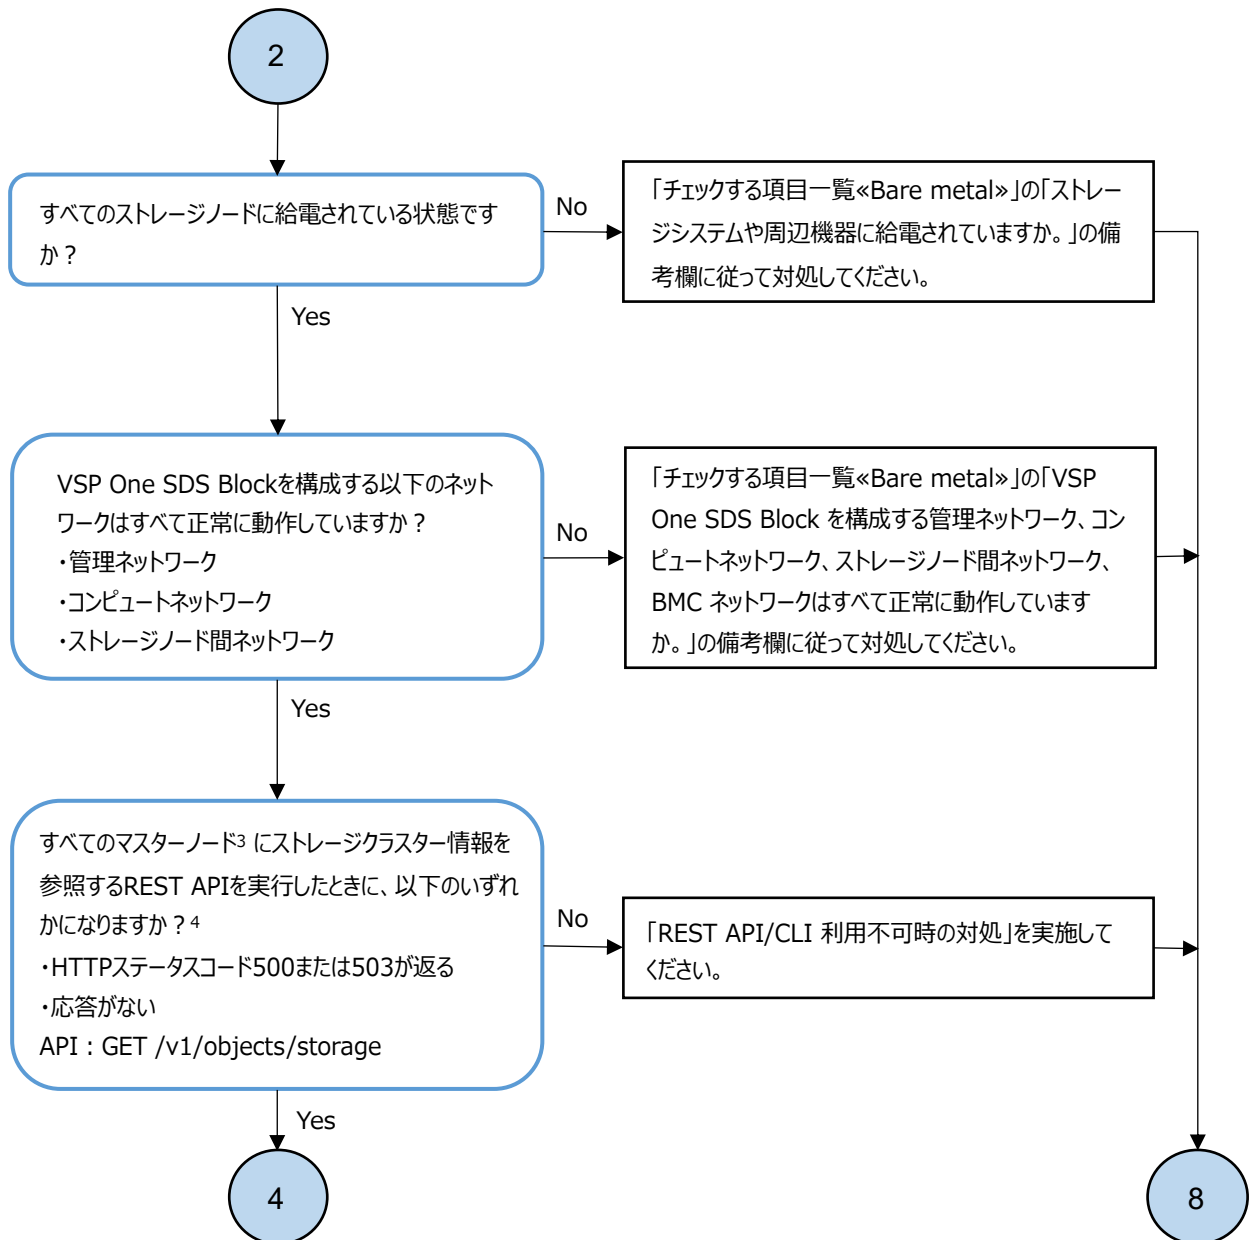 2
すべてのストレージノードに給電されている状態です
か？
No
「チェックする項目一覧«Bare metal»」の「ストレー
ジシステムや周辺機器に給電されていますか。」の備
考欄に従って対処してください。
Yes
VSP One SDS Blockを構成する以下のネット
ワークはすべて正常に動作していますか？
・管理ネットワーク
・コンピュートネットワーク
・ストレージノード間ネットワーク
No
「チェックする項目一覧«Bare metal»」の「VSP
One SDS Block を構成する管理ネットワーク、コン
ピュートネットワーク、ストレージノード間ネットワーク、
BMC ネットワークはすべて正常に動作しています
か。」の備考欄に従って対処してください。
Yes
すべてのマスターノード3 にストレージクラスター情報を
参照するREST APIを実行したときに、以下のいずれ
かになりますか？4
・HTTPステータスコード500または503が返る
・応答がない
API：GET /v1/objects/storage
No
「REST API/CLI 利用不可時の対処」を実施して
ください。
Yes
4
8